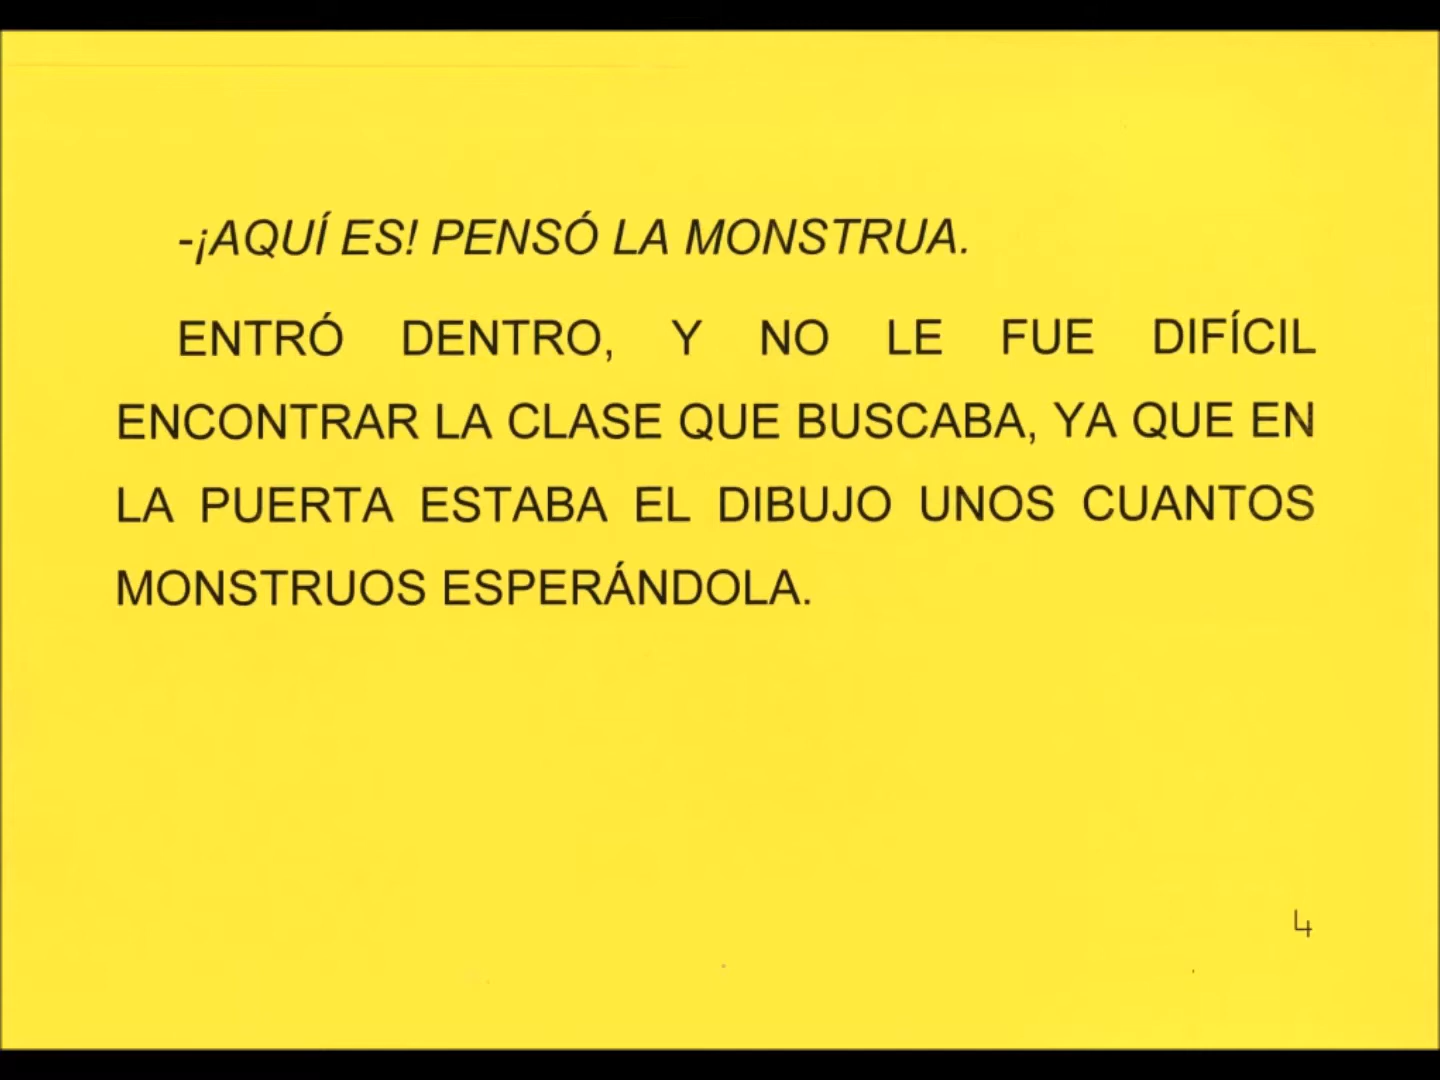 -¡AQUÍ ES! PENSÓ LA MONSTRUA.
ENTRÓ DENTRO, Y NO LE FUE DIFÍCIL
ENCONTRAR LA CLASE QUE BUSCABA, YA QUE EN
LA PUERTA ESTABA EL DIBUJO UNOS CUANTOS
MONSTRUOS ESPERÁNDOLA.
4